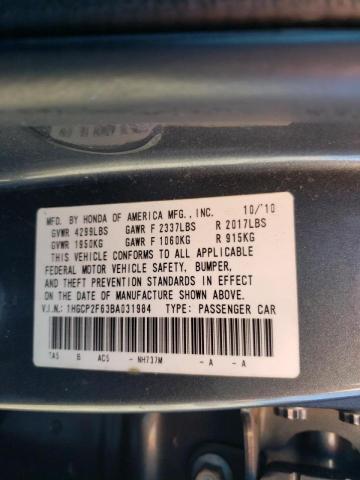 MFD. BY HONDA OF AMERICA MFG., INC. 10/'10
GVWR 4299LBS GAWR F 2337LBS R 2017LBS
GVWR 1950KG GAWR F 1060KG R 915KG
THIS VEHICLE CONFORMS TO ALL APPLICABLE
FEDERAL MOTOR VEHICLE SAFETY, BUMPER,
AND THEFT PREVENTION STANDARDS IN EFFECT
ON THE DATE OF MANUFACTURE SHOWN ABOVE.
V.I.N.: 1HGCP2F63BA031984 TYPE: PASSENGER CAR
TA5 B AC5 - NH737M - A - A